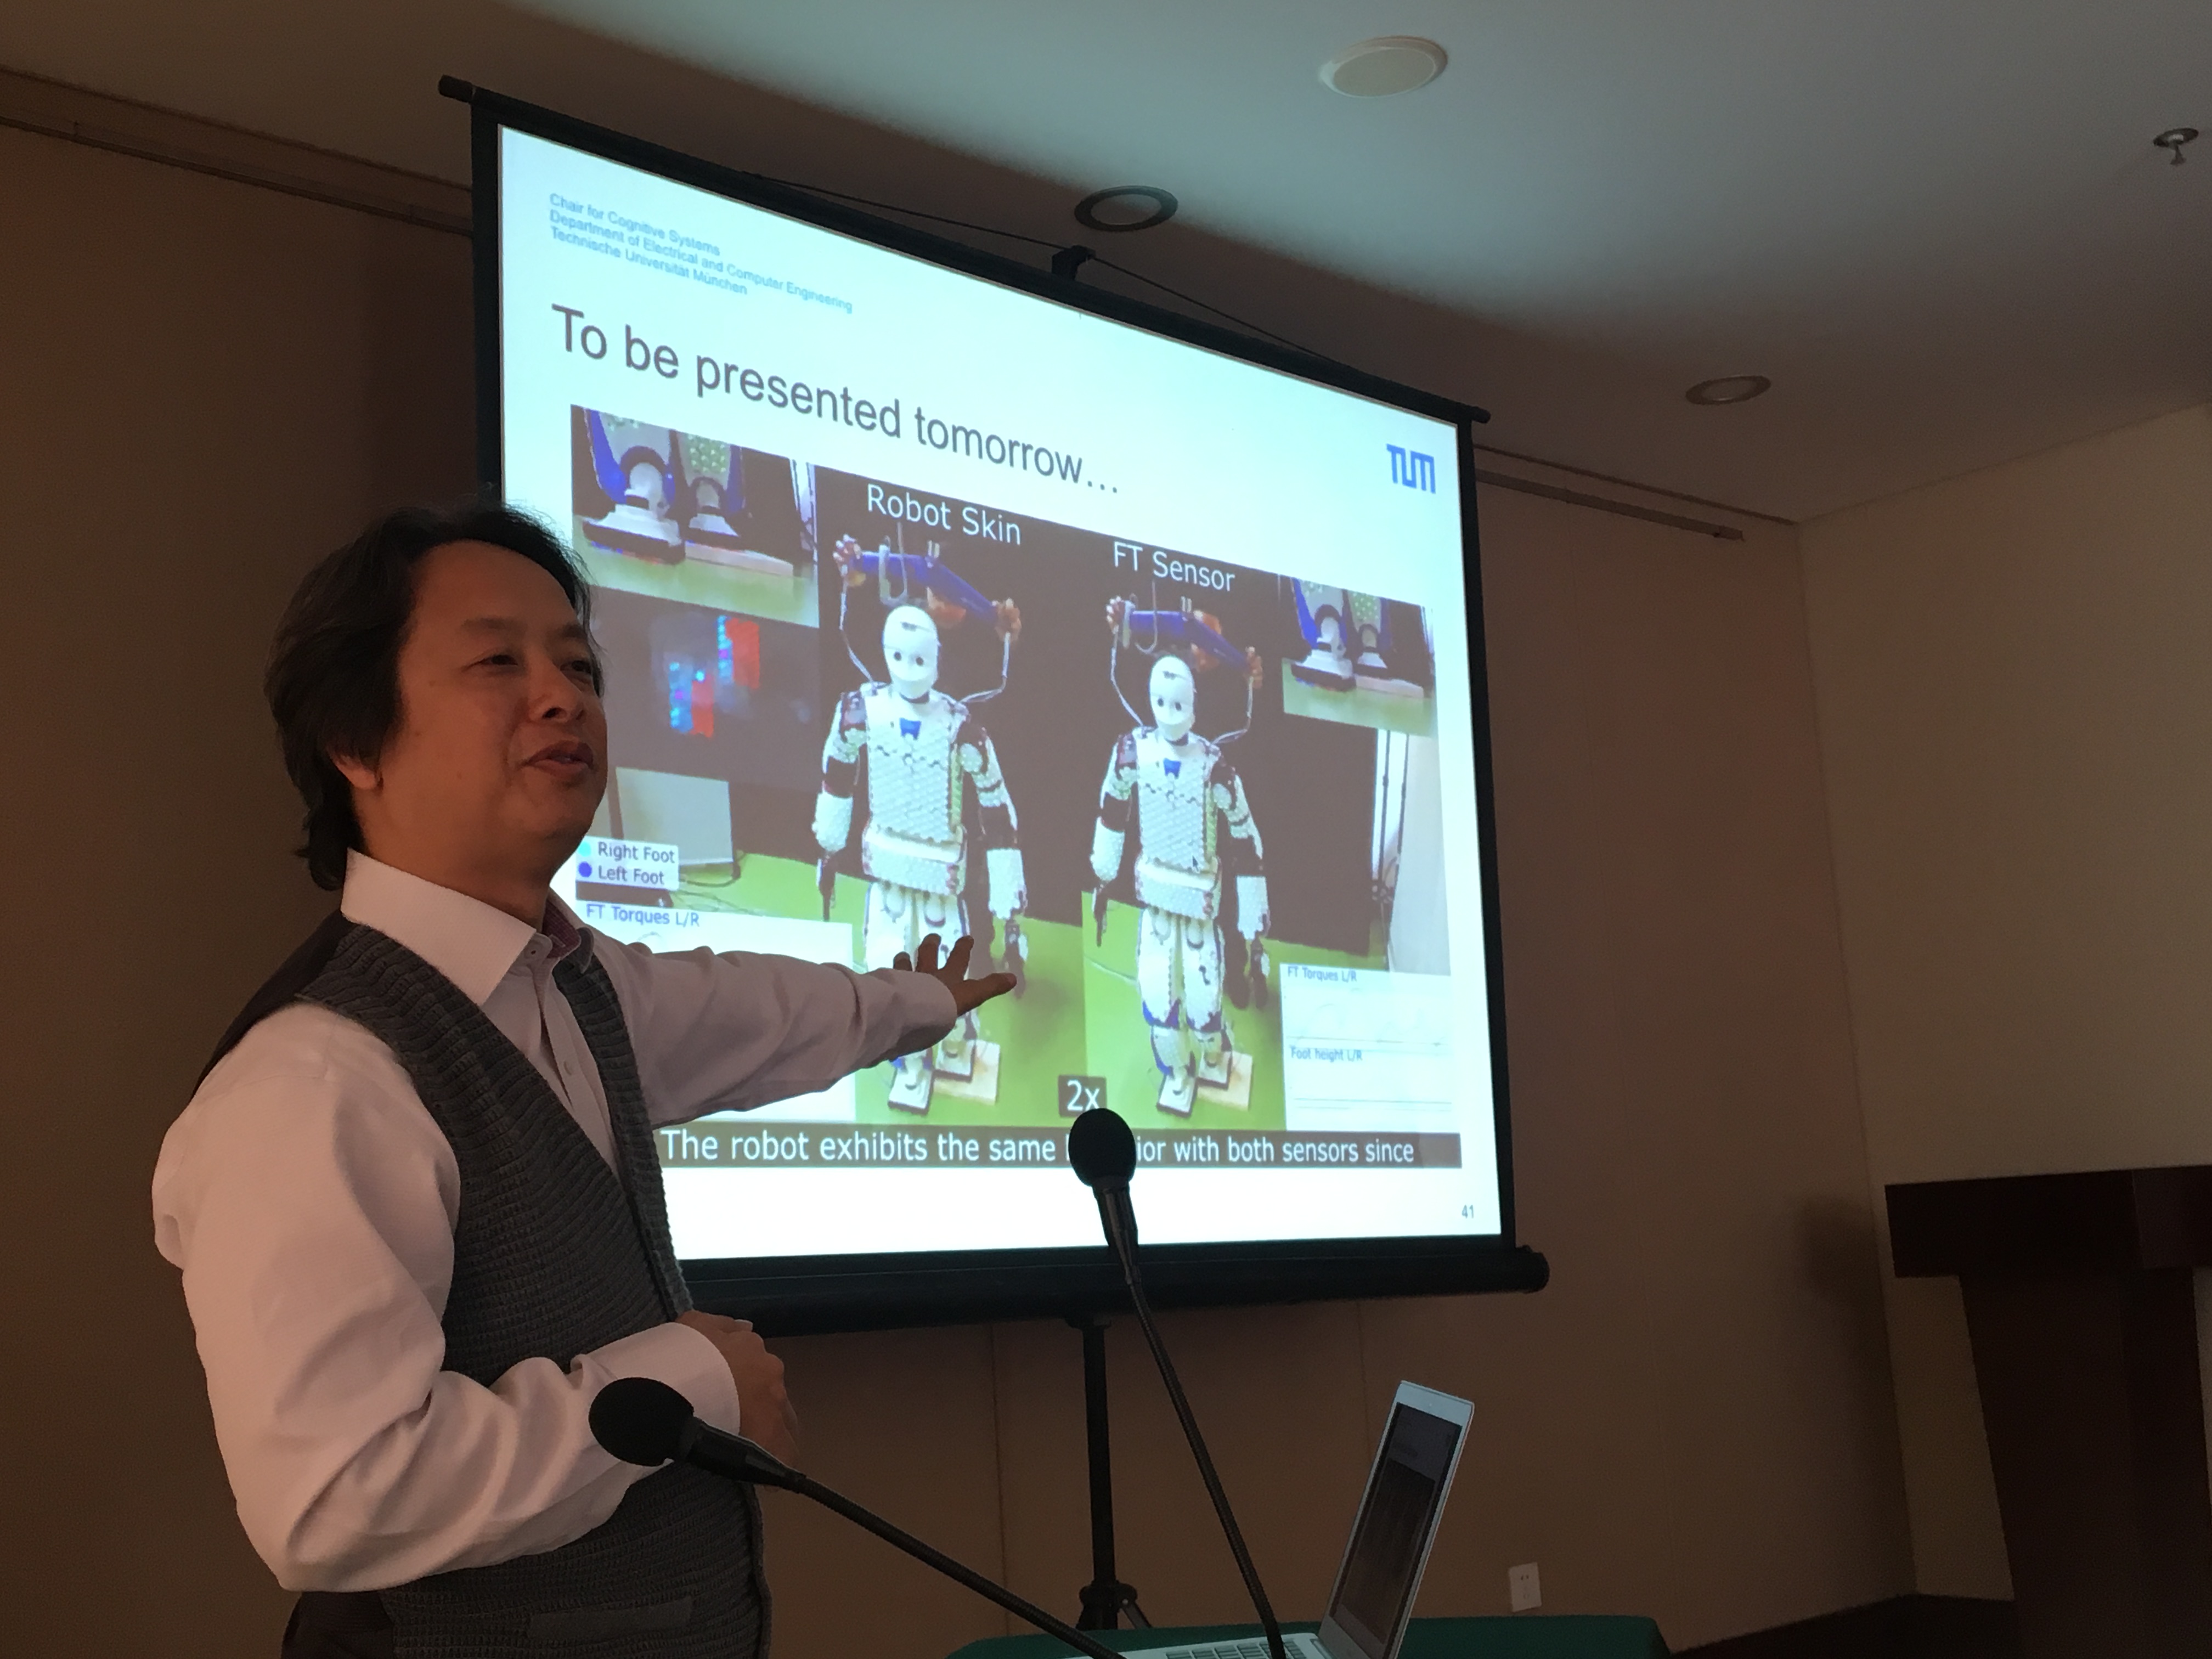 Chair for Cognitive Systems
Department of Electrical and Computer Engineering
Technische Universität München
To be presented tomorrow...
TUM
Robot Skin
FT Sensor
Right Foot
Left Foot
FT Torques L/R
FT Torques L/R
Foot height L/R
2x
The robot exhibits the same ior with both sensors since
41